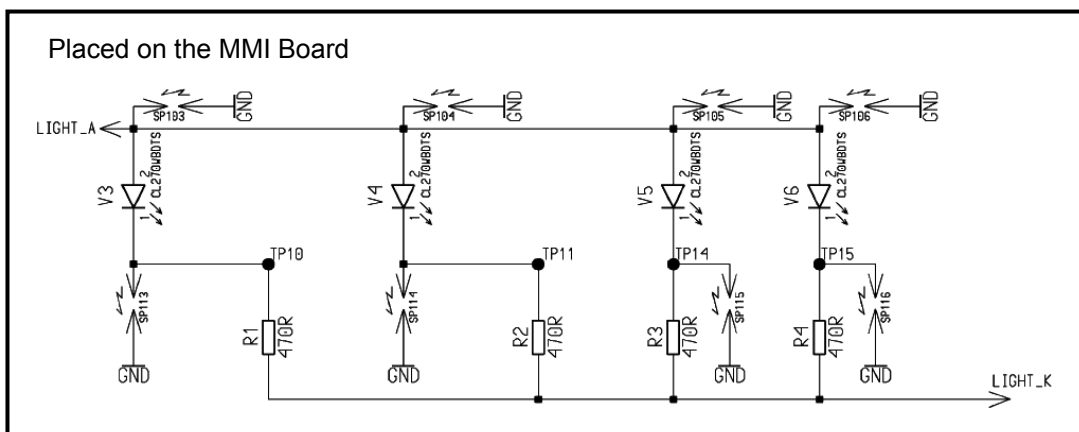 Placed on the MMI Board
LIGHT_A
SP103
GND
SP104
GND
SP105
GND
SP106
GND
V3
2
1
CL270WBDTS
V4
2
1
CL270WBDTS
V5
2
1
CL270WBDTS
V6
2
1
CL270WBDTS
TP10
TP11
TP14
TP15
SP113
GND
R1
470R
SP114
GND
R2
470R
R3
470R
SP115
GND
R4
470R
SP116
GND
LIGHT_K